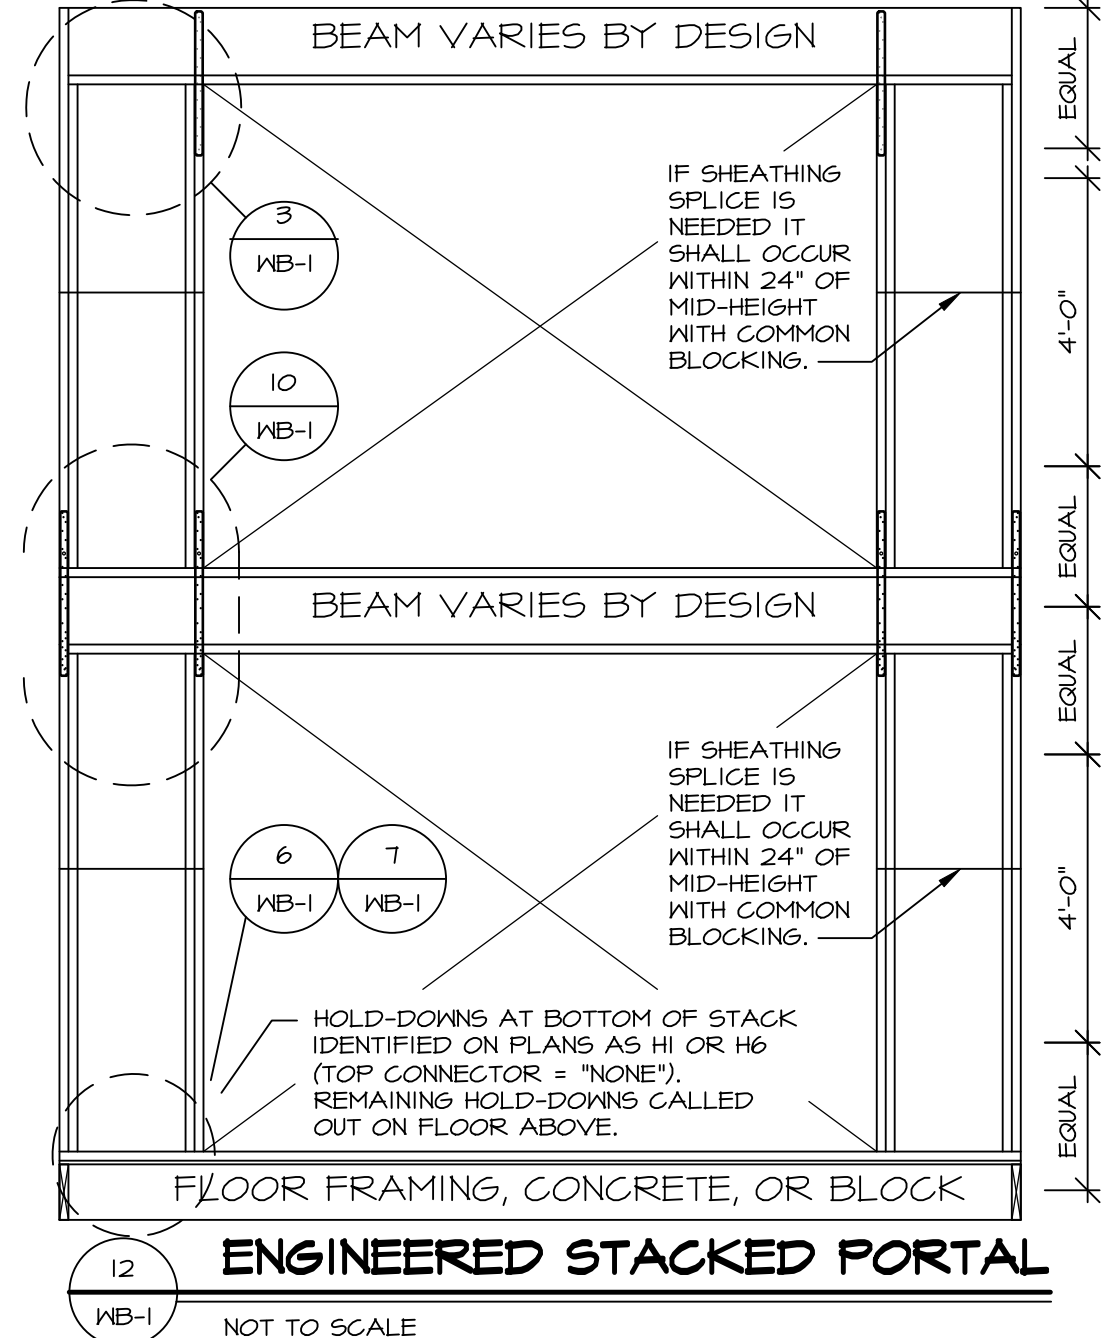 BEAM VARIES BY DESIGN
EQUAL
IF SHEATHING
SPLICE IS
NEEDED IT
SHALL OCCUR
WITHIN 24" OF
MID-HEIGHT
WITH COMMON
BLOCKING.
3
WB-1
4'-0"
10
WB-1
EQUAL
BEAM VARIES BY DESIGN
EQUAL
IF SHEATHING
SPLICE IS
NEEDED IT
SHALL OCCUR
WITHIN 24" OF
MID-HEIGHT
WITH COMMON
BLOCKING.
6
WB-1
7
WB-1
4'-0"
HOLD-DOWNS AT BOTTOM OF STACK
IDENTIFIED ON PLANS AS H1 OR H6
(TOP CONNECTOR = "NONE").
REMAINING HOLD-DOWNS CALLED
OUT ON FLOOR ABOVE.
EQUAL
FLOOR FRAMING, CONCRETE, OR BLOCK
12
WB-1
ENGINEERED STACKED PORTAL
NOT TO SCALE